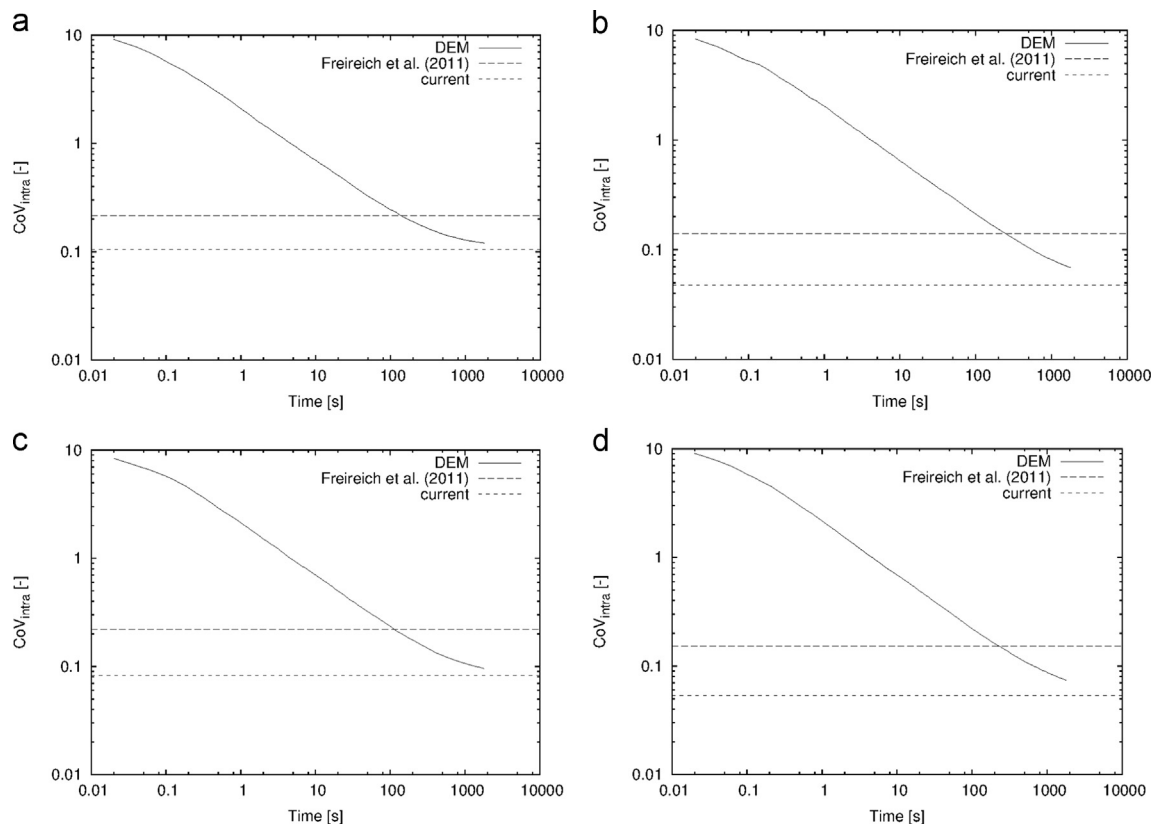 a
10
1
0.1
0.01
CoV_intra [-]
DEM
Freireich et al. (2011)
current
0.01 0.1 1 10 100 1000 10000
Time [s]
b
10
1
0.1
0.01
CoV_intra [-]
DEM
Freireich et al. (2011)
current
0.01 0.1 1 10 100 1000 10000
Time [s]
c
10
1
0.1
0.01
CoV_intra [-]
DEM
Freireich et al. (2011)
current
0.01 0.1 1 10 100 1000 10000
Time [s]
d
10
1
0.1
0.01
CoV_intra [-]
DEM
Freireich et al. (2011)
current
0.01 0.1 1 10 100 1000 10000
Time [s]